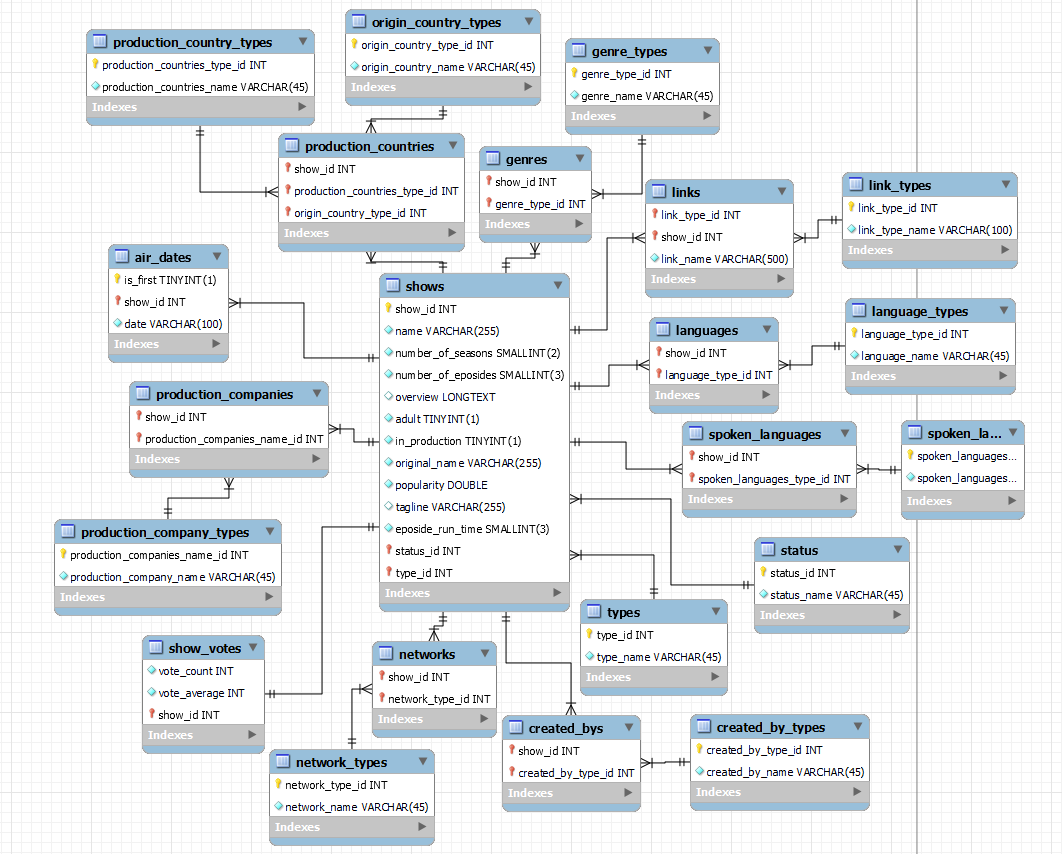 production_country_types
production_countries_type_id INT
production_countries_name VARCHAR(45)
Indexes
origin_country_types
origin_country_type_id INT
origin_country_name VARCHAR(45)
Indexes
genre_types
genre_type_id INT
genre_name VARCHAR(45)
Indexes
production_countries
show_id INT
production_countries_type_id INT
origin_country_type_id INT
Indexes
genres
show_id INT
genre_type_id INT
Indexes
links
link_type_id INT
show_id INT
link_name VARCHAR(500)
Indexes
link_types
link_type_id INT
link_type_name VARCHAR(100)
Indexes
air_dates
is_first TINYINT(1)
show_id INT
date VARCHAR(100)
Indexes
shows
show_id INT
name VARCHAR(255)
number_of_seasons SMALLINT(2)
number_of_eposides SMALLINT(3)
overview LONGTEXT
adult TINYINT(1)
in_production TINYINT(1)
original_name VARCHAR(255)
popularity DOUBLE
tagline VARCHAR(255)
eposide_run_time SMALLINT(3)
status_id INT
type_id INT
Indexes
languages
show_id INT
language_type_id INT
Indexes
language_types
language_type_id INT
language_name VARCHAR(45)
Indexes
production_companies
show_id INT
production_companies_name_id INT
Indexes
spoken_languages
show_id INT
spoken_languages_type_id INT
Indexes
spoken_la...
spoken_languages...
spoken_languages...
Indexes
production_company_types
production_companies_name_id INT
production_company_name VARCHAR(45)
Indexes
status
status_id INT
status_name VARCHAR(45)
Indexes
types
type_id INT
type_name VARCHAR(45)
Indexes
show_votes
vote_count INT
vote_average INT
show_id INT
Indexes
networks
show_id INT
network_type_id INT
Indexes
created_bys
show_id INT
created_by_type_id INT
Indexes
created_by_types
created_by_type_id INT
created_by_name VARCHAR(45)
Indexes
network_types
network_type_id INT
network_name VARCHAR(45)
Indexes